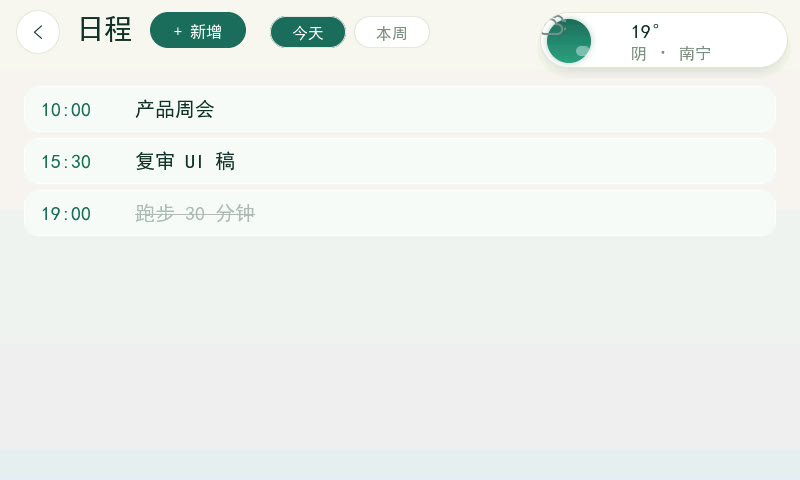 日程
+ 新增
今天
本周
19°
阴 · 南宁
10:00 产品周会
15:30 复审 UI 稿
19:00 跑步 30 分钟